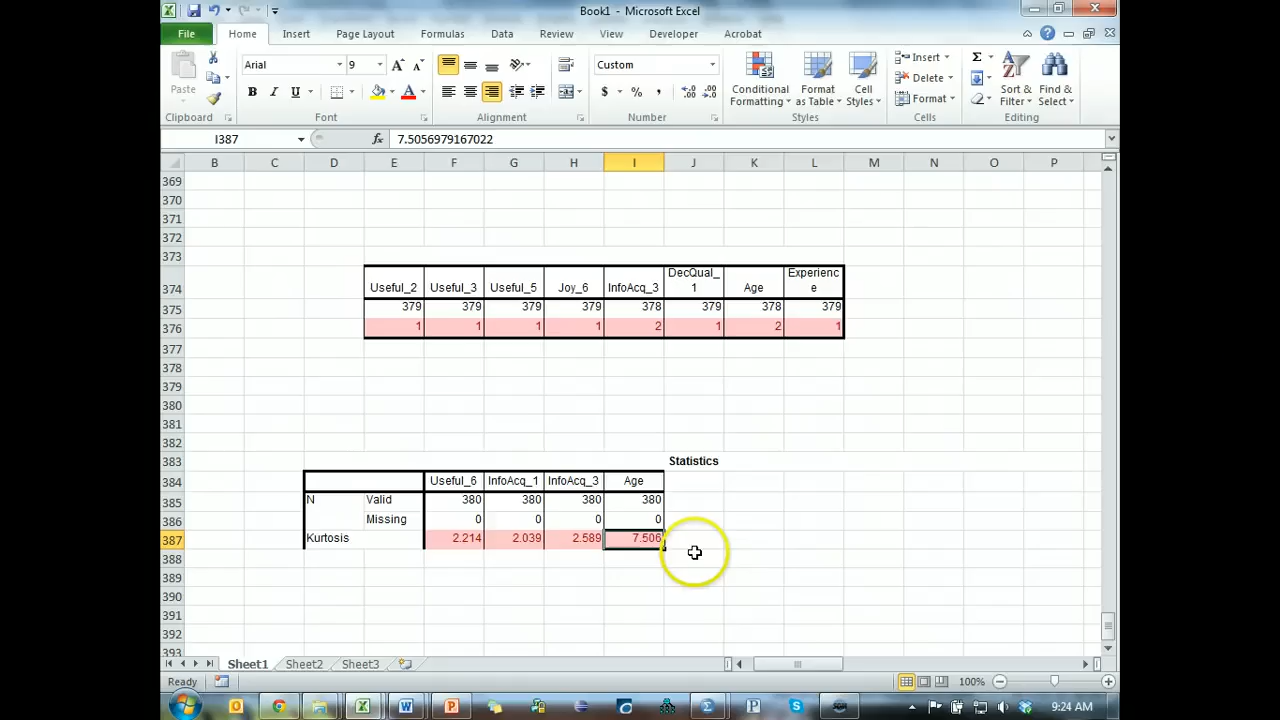 Book1 - Microsoft Excel
File Home Insert Page Layout Formulas Data Review View Developer Acrobat
Paste
Arial 9
B I U
Custom
$ % ,
Conditional Formatting
Format as Table
Cell Styles
Insert
Delete
Format
Σ
Sort & Filter
Find & Select
Clipboard Font Alignment Number Styles Cells Editing
I387 fx 7.5056979167022
B C D E F G H I J K L M N O P
369
370
371
372
373
374 Useful_2 Useful_3 Useful_5 Joy_6 InfoAcq_3 DecQual_1 Age Experience
375 379 379 379 379 378 379 378 379
376 1 1 1 1 2 1 2 1
377
378
379
380
381
382
383 Statistics
384 Useful_6 InfoAcq_1 InfoAcq_3 Age
385 N Valid 380 380 380 380
386 Missing 0 0 0 0
387 Kurtosis 2.214 2.039 2.589 7.506
388
389
390
391
392
393
Sheet1 Sheet2 Sheet3
Ready 100%
9:24 AM